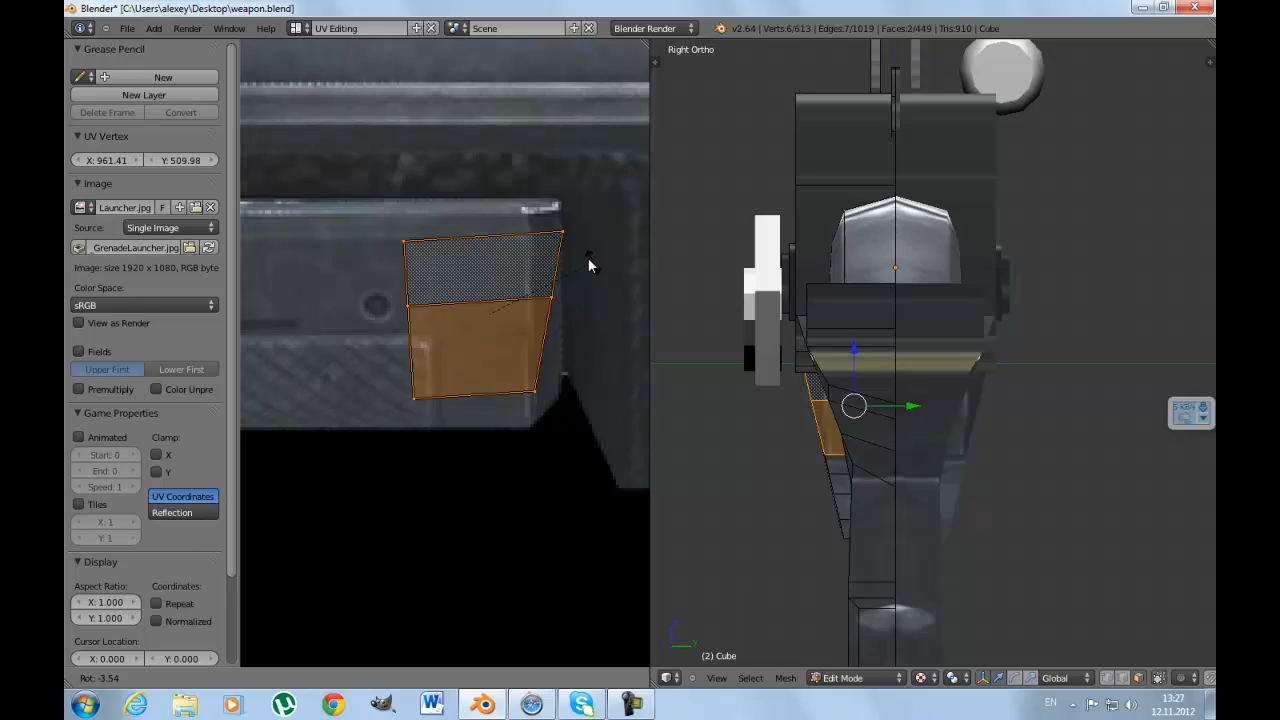 Blender* [C:\Users\alexey\Desktop\weapon.blend]
File Add Render Window Help UV Editing Scene Blender Render v2.64 | Verts:6/613 | Edges:7/1019 | Faces:2/449 | Tris:910 | Cube
Grease Pencil
New
New Layer
Delete Frame Convert
UV Vertex
X: 961.41 Y: 509.98
Image
Launcher.jpg F
Source: Single Image
GrenadeLauncher.jpg
Image: size 1920 x 1080, RGB byte
Color Space:
sRGB
View as Render
Fields
Upper First Lower First
Premultiply Color Unpre
Game Properties
Animated Clamp:
Start: 0 X
End: 0 Y
Speed: 1
UV Coordinates
Tiles Reflection
X: 1
Y: 1
Display
Aspect Ratio: Coordinates:
X: 1.000 Repeat
Y: 1.000 Normalized
Cursor Location:
X: 0.000 Y: 0.000
Rot: -3.54
Right Ortho
(2) Cube
View Select Mesh Edit Mode Global
EN 13:27
12.11.2012